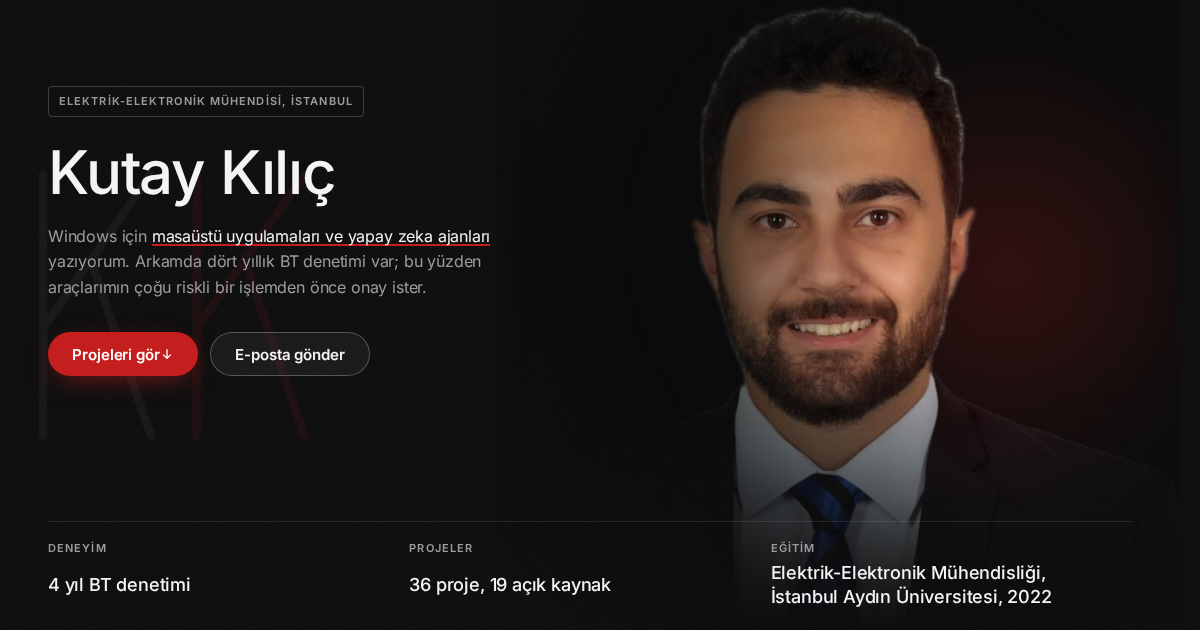 ELEKTRİK-ELEKTRONİK MÜHENDİSİ, İSTANBUL
Kutay Kılıç
Windows için masaüstü uygulamaları ve yapay zeka ajanları
yazıyorum. Arkamda dört yıllık BT denetimi var; bu yüzden
araçlarımın çoğu riskli bir işlemden önce onay ister.
Projeleri gör↓
E-posta gönder
DENEYİM
4 yıl BT denetimi
PROJELER
36 proje, 19 açık kaynak
EĞİTİM
Elektrik-Elektronik Mühendisliği,
İstanbul Aydın Üniversitesi, 2022